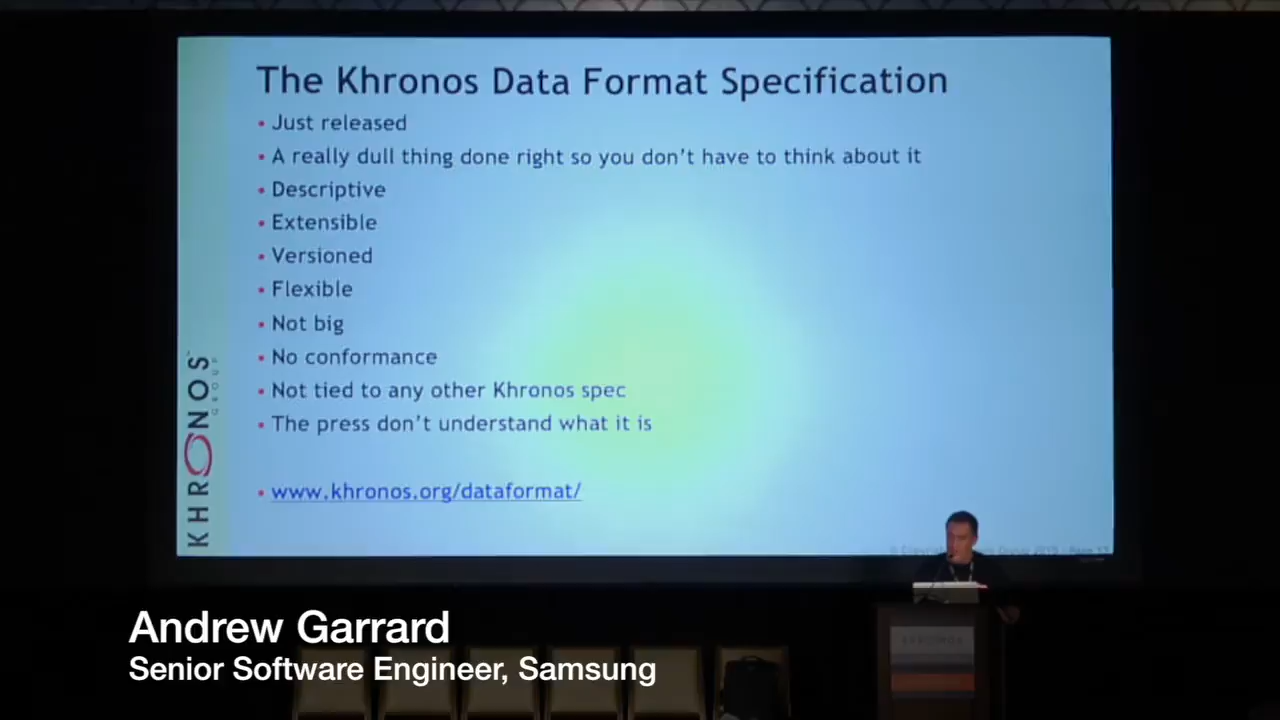 The Khronos Data Format Specification
• Just released
• A really dull thing done right so you don't have to think about it
• Descriptive
• Extensible
• Versioned
• Flexible
• Not big
• No conformance
• Not tied to any other Khronos spec
• The press don't understand what it is
• www.khronos.org/dataformat/
KHRONOS
GROUP
Andrew Garrard
Senior Software Engineer, Samsung